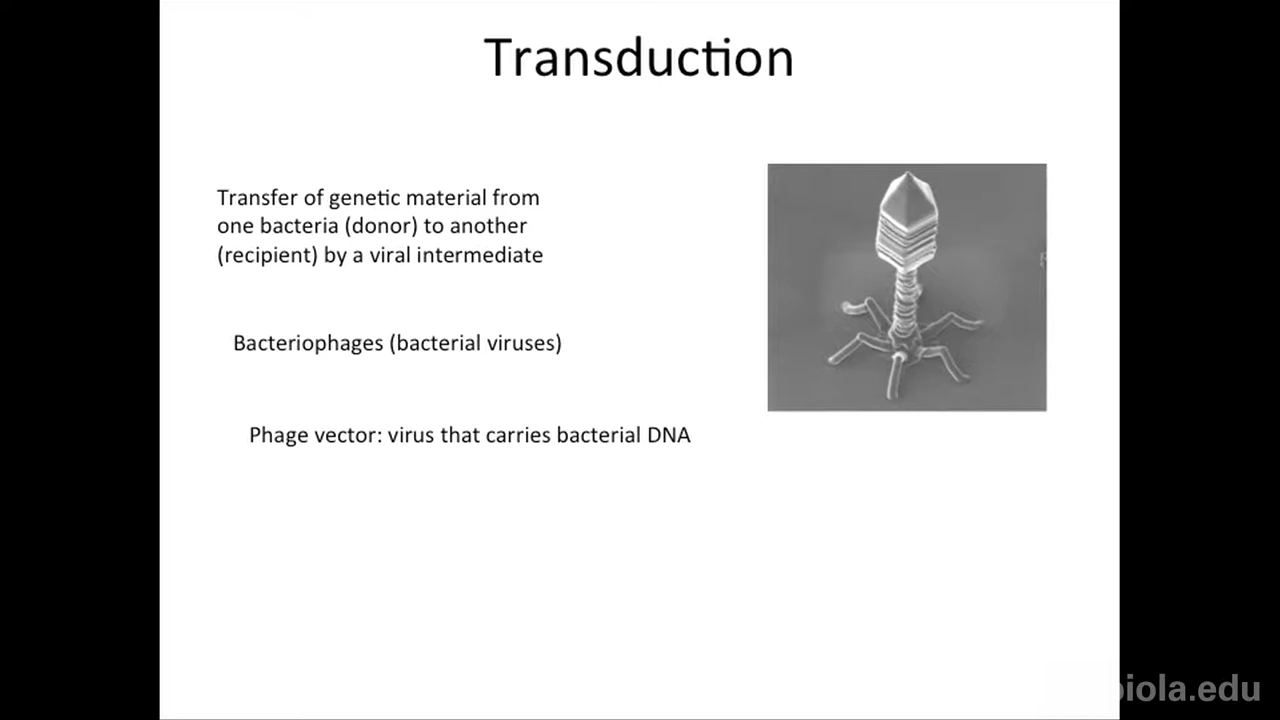 Transduction
Transfer of genetic material from
one bacteria (donor) to another
(recipient) by a viral intermediate
Bacteriophages (bacterial viruses)
Phage vector: virus that carries bacterial DNA
biola.edu